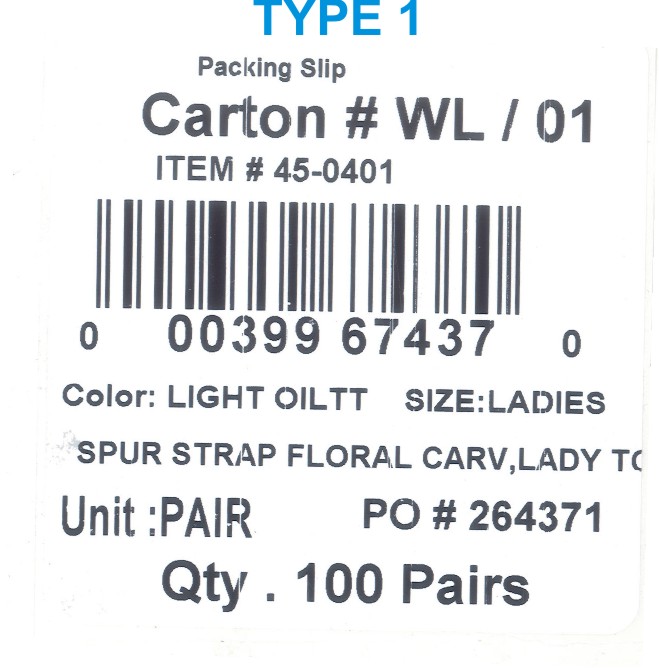 TYPE 1
Packing Slip
Carton # WL / 01
ITEM # 45-0401
0 00399 67437 0
Color: LIGHT OILTT SIZE:LADIES
SPUR STRAP FLORAL CARV,LADY TO
Unit :PAIR PO # 264371
Qty . 100 Pairs